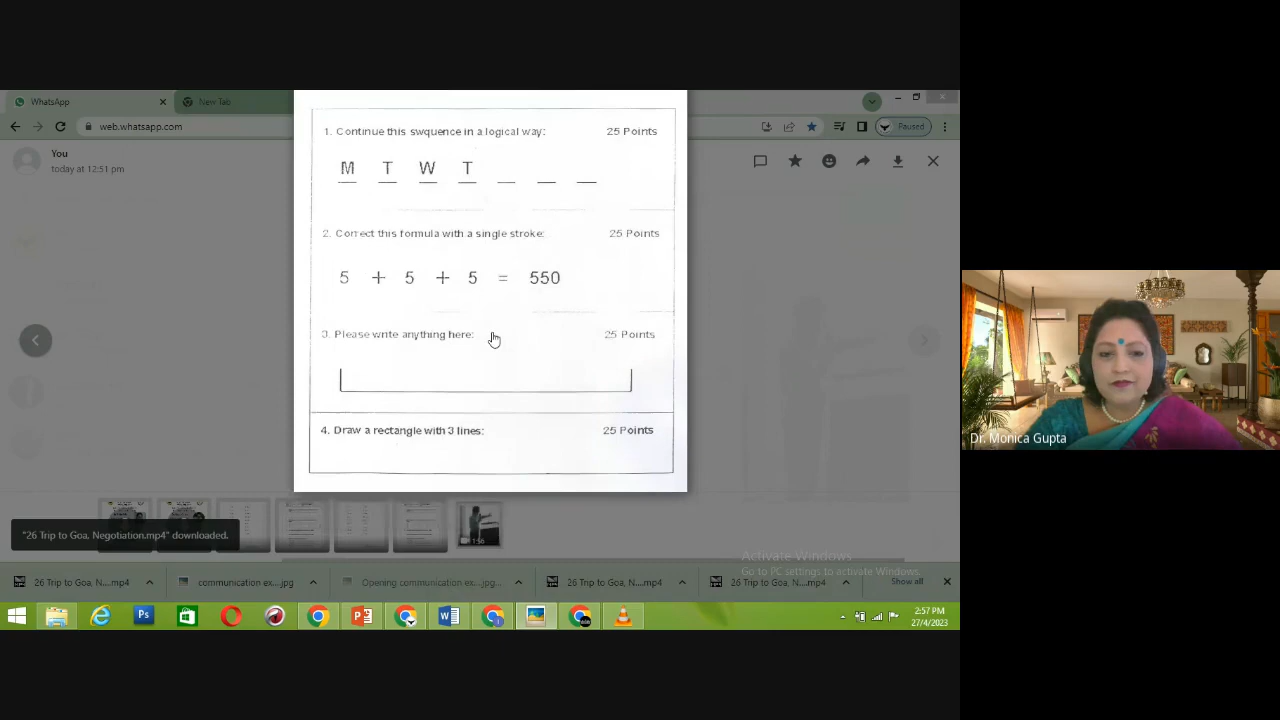 WhatsApp
New Tab
web.whatsapp.com
Paused
You
today at 12:51 pm
1. Continue this swquence in a logical way: 25 Points
M T W T _ _ _
2. Correct this formula with a single stroke: 25 Points
5 + 5 + 5 = 550
3. Please write anything here: 25 Points
4. Draw a rectangle with 3 lines: 25 Points
Dr. Monica Gupta
"26 Trip to Goa, Negotiation.mp4" downloaded.
1:56
Activate Windows
Go to PC settings to activate Windows.
26 Trip to Goa, N....mp4
communication ex....jpg
Opening communication ex....jpg...
26 Trip to Goa, N....mp4
26 Trip to Goa, N....mp4
Show all
2:57 PM
27/4/2023